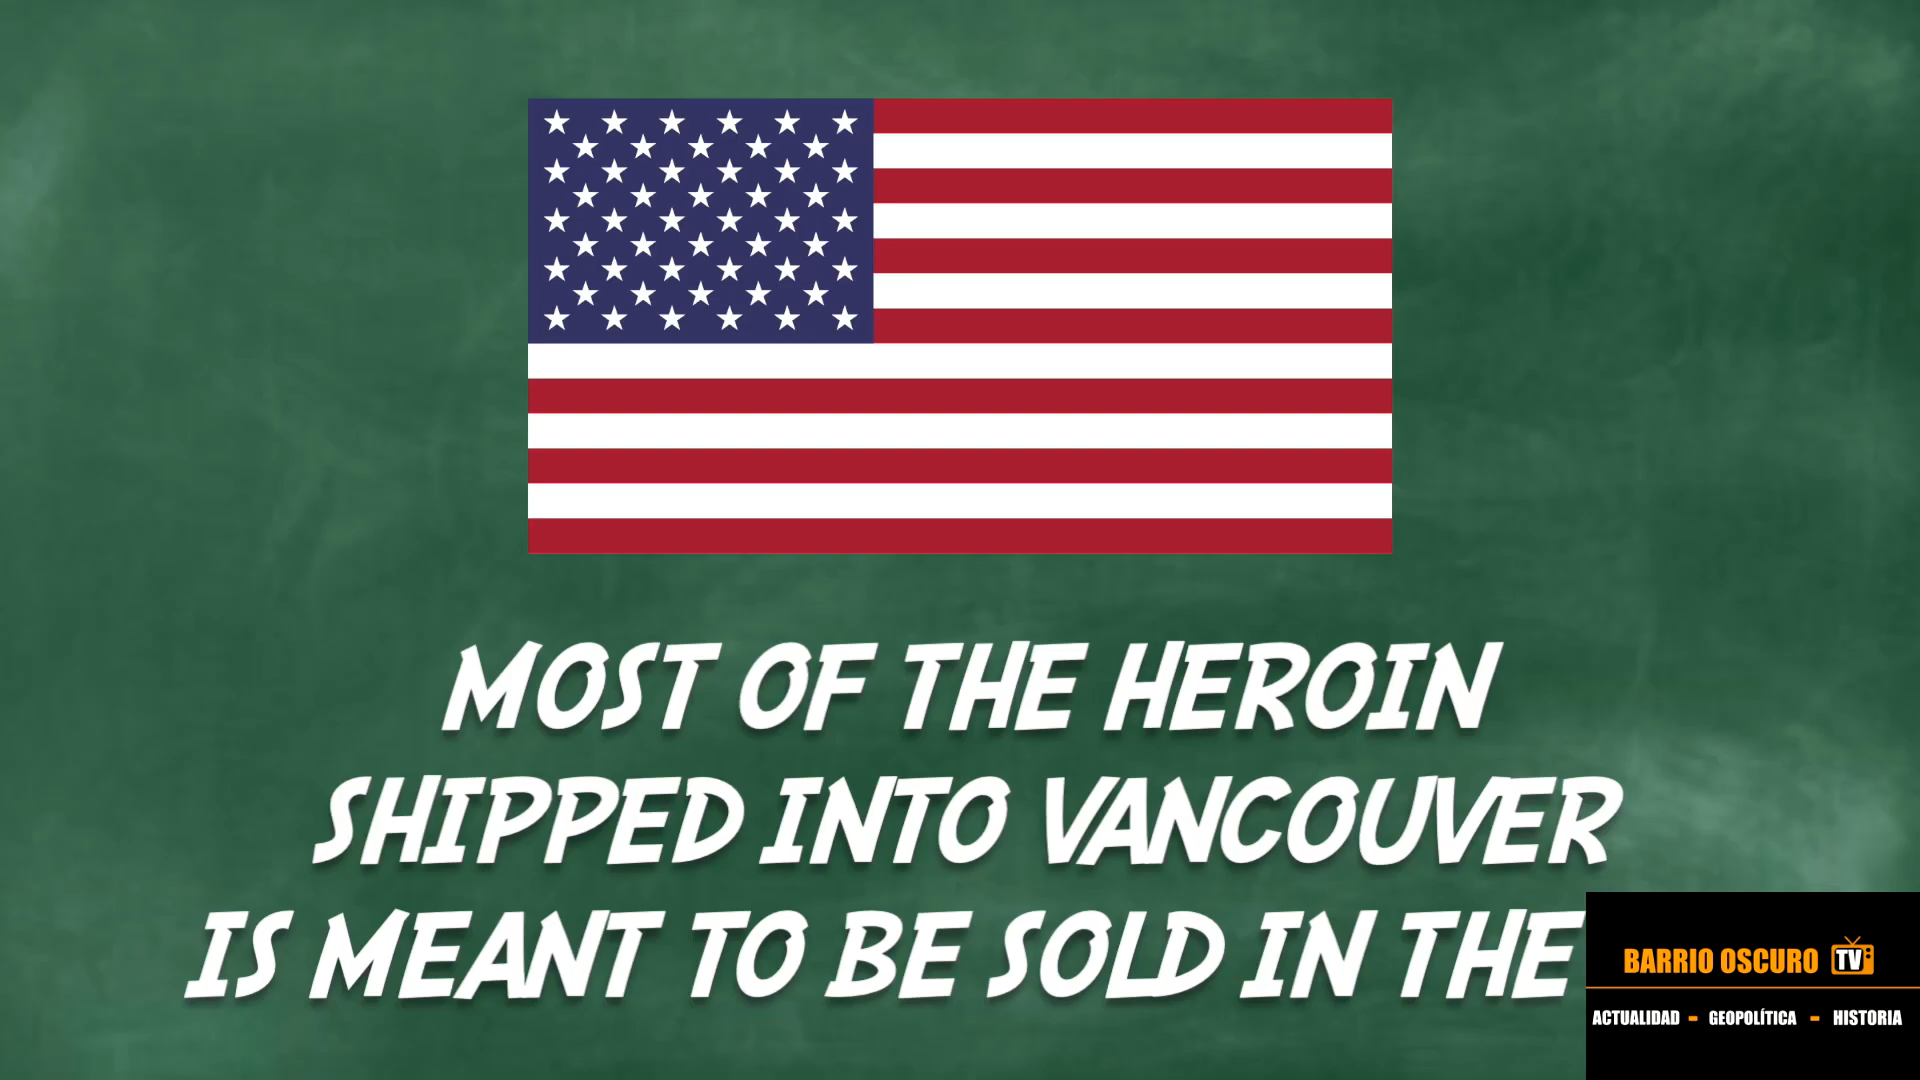 MOST OF THE HEROIN
SHIPPED INTO VANCOUVER
IS MEANT TO BE SOLD IN THE
BARRIO OSCURO TV
ACTUALIDAD - GEOPOLÍTICA - HISTORIA